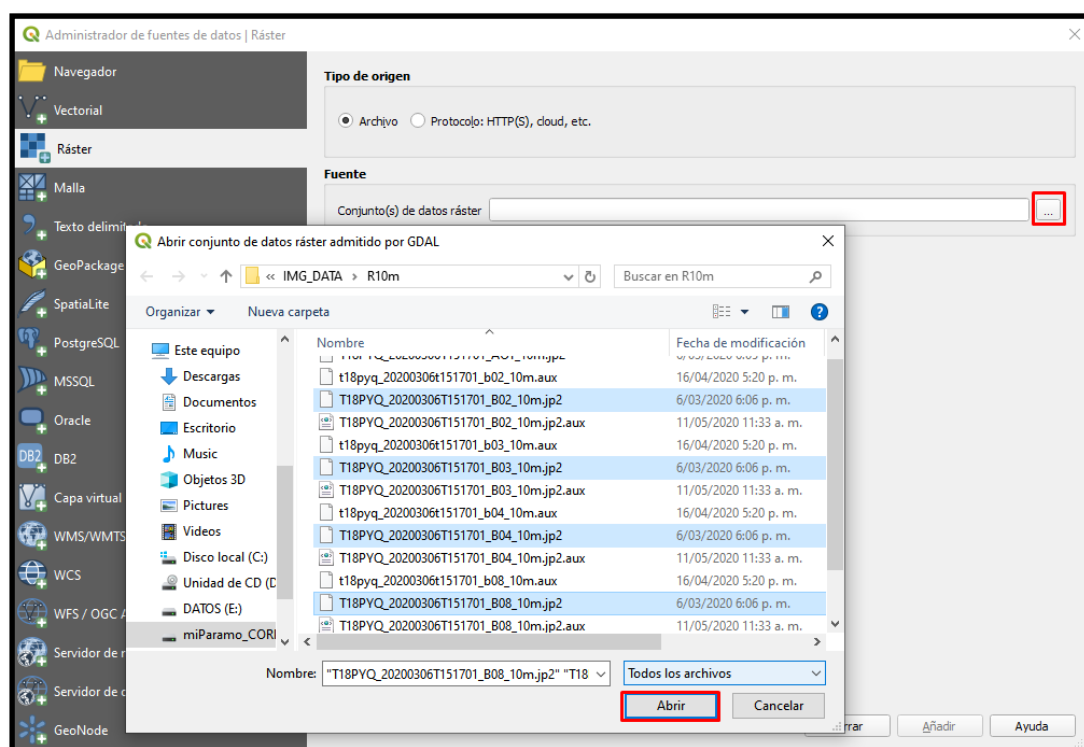 Administrador de fuentes de datos | Ráster
Navegador
Vectorial
Ráster
Malla
Texto
GeoPackage
SpatiaLite
PostgreSQL
MSSQL
Oracle
DB2
Capa virtual
WMS/WMTS
WCS
WFS / OGC
Servidor de
Servidor de
GeoNode
Tipo de origen
Archivo
Protocolo: HTTP(S), cloud, etc.
Fuente
Conjunto(s) de datos ráster
...
Abrir conjunto de datos ráster admitido por GDAL
« IMG_DATA > R10m
Buscar en R10m
Organizar
Nueva carpeta
Este equipo
Descargas
Documentos
Escritorio
Music
Objetos 3D
Pictures
Videos
Disco local (C:)
Unidad de CD (D
DATOS (E:)
miParamo_CORI
Nombre Fecha de modificación
t18pyq_20200306t151701_b02_10m.aux 16/04/2020 5:20 p. m.
T18PYQ_20200306T151701_B02_10m.jp2 6/03/2020 6:06 p. m.
T18PYQ_20200306T151701_B02_10m.jp2.aux 11/05/2020 11:33 a. m.
t18pyq_20200306t151701_b03_10m.aux 16/04/2020 5:20 p. m.
T18PYQ_20200306T151701_B03_10m.jp2 6/03/2020 6:06 p. m.
T18PYQ_20200306T151701_B03_10m.jp2.aux 11/05/2020 11:33 a. m.
t18pyq_20200306t151701_b04_10m.aux 16/04/2020 5:20 p. m.
T18PYQ_20200306T151701_B04_10m.jp2 6/03/2020 6:06 p. m.
T18PYQ_20200306T151701_B04_10m.jp2.aux 11/05/2020 11:33 a. m.
t18pyq_20200306t151701_b08_10m.aux 16/04/2020 5:20 p. m.
T18PYQ_20200306T151701_B08_10m.jp2 6/03/2020 6:06 p. m.
T18PYQ_20200306T151701_B08_10m.jp2.aux 11/05/2020 11:33 a. m.
Nombre: "T18PYQ_20200306T151701_B08_10m.jp2" "T18
Todos los archivos
Abrir
Cancelar
rrar
Añadir
Ayuda